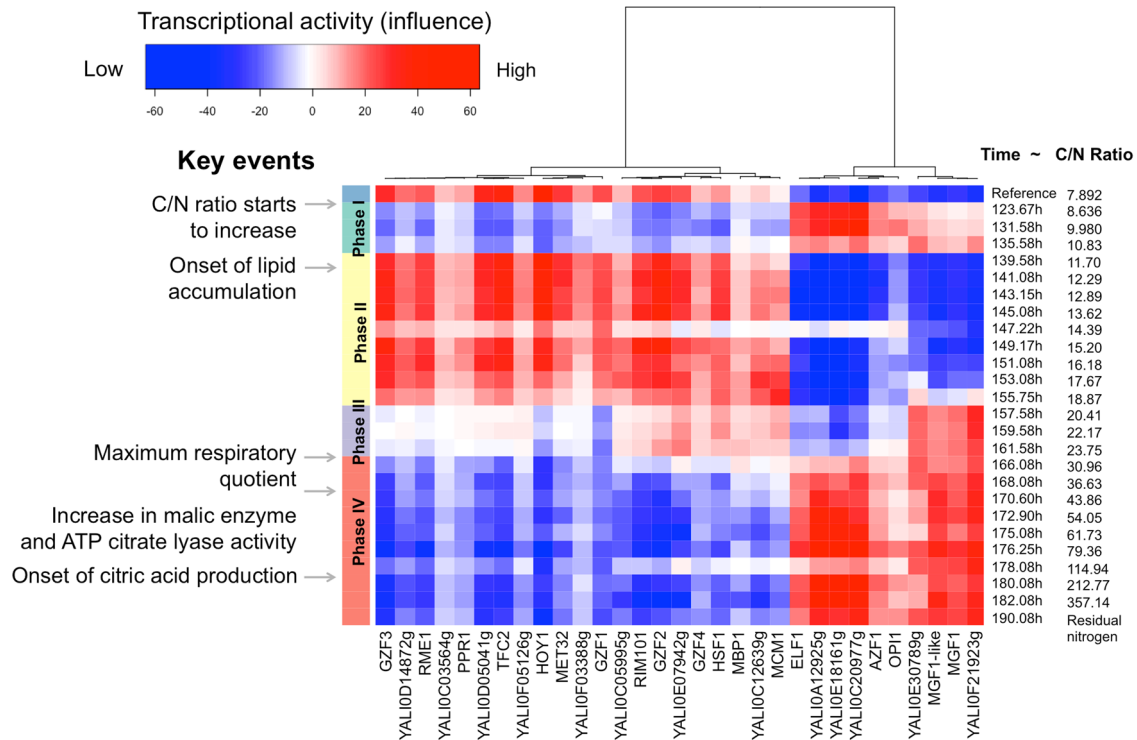 Transcriptional activity (influence)
Low
High
-60 -40 -20 0 20 40 60
Key events
Time ~ C/N Ratio
C/N ratio starts
to increase
Onset of lipid
accumulation
Maximum respiratory
quotient
Increase in malic enzyme
and ATP citrate lyase activity
Onset of citric acid production
Phase I
Phase II
Phase III
Phase IV
Reference 7.892
123.67h 8.636
131.58h 9.980
135.58h 10.83
139.58h 11.70
141.08h 12.29
143.15h 12.89
145.08h 13.62
147.22h 14.39
149.17h 15.20
151.08h 16.18
153.08h 17.67
155.75h 18.87
157.58h 20.41
159.58h 22.17
161.58h 23.75
166.08h 30.96
168.08h 36.63
170.60h 43.86
172.90h 54.05
175.08h 61.73
176.25h 79.36
178.08h 114.94
180.08h 212.77
182.08h 357.14
190.08h Residual
nitrogen
GZF3
YALI0D14872g
RME1
YALI0C03564g
PPR1
YALI0D05041g
TFC2
YALI0F05126g
HOY1
MET32
YALI0F03388g
GZF1
YALI0C05995g
RIM101
GZF2
YALI0E07942g
GZF4
HSF1
MBP1
YALI0C12639g
MCM1
ELF1
YALI0A12925g
YALI0E18161g
YALI0C20977g
AZF1
OPI1
YALI0E30789g
MGF1-like
MGF1
YALI0F21923g